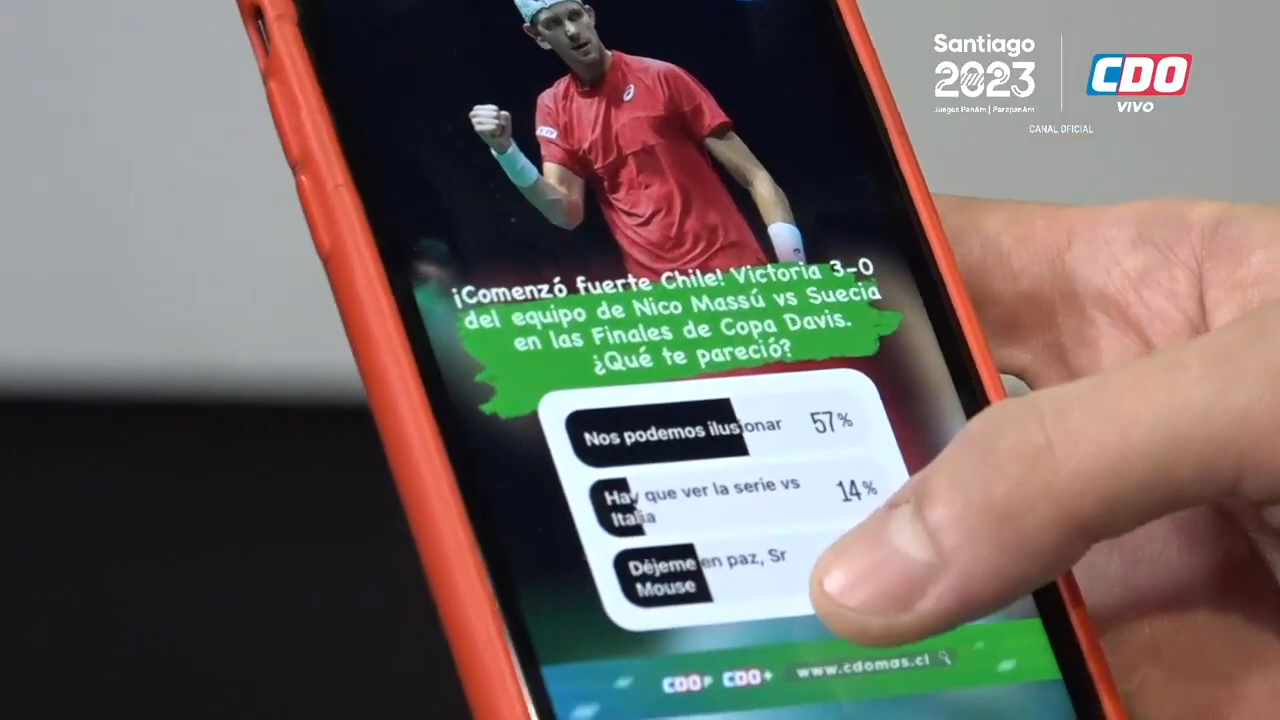 Santiago
2023
Juegos PanAm | ParapanAm
CDO
VIVO
CANAL OFICIAL
¡Comenzó fuerte Chile! Victoria 3-0
del equipo de Nico Massú vs Suecia
en las Finales de Copa Davis.
¿Qué te pareció?
Nos podemos ilusionar 57%
Hay que ver la serie vs 14%
Italia
Déjeme en paz, Sr
Mouse
CDO P CDO+ www.cdomas.cl